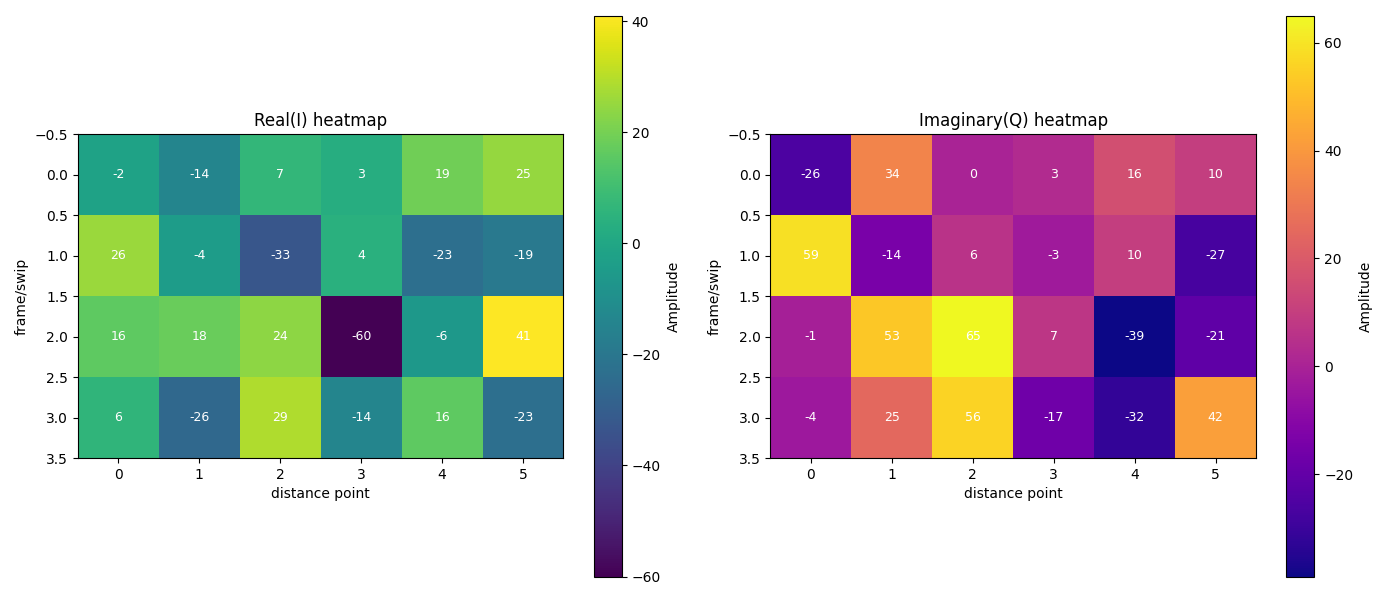 Real(I) heatmap
−0.5
0.0
0.5
1.0
1.5
2.0
2.5
3.0
3.5
frame/swip
-2 -14 7 3 19 25
26 -4 -33 4 -23 -19
16 18 24 -60 -6 41
6 -26 29 -14 16 -23
0 1 2 3 4 5
distance point
40
20
0
−20
−40
−60
Amplitude
Imaginary(Q) heatmap
−0.5
0.0
0.5
1.0
1.5
2.0
2.5
3.0
3.5
frame/swip
-26 34 0 3 16 10
59 -14 6 -3 10 -27
-1 53 65 7 -39 -21
-4 25 56 -17 -32 42
0 1 2 3 4 5
distance point
60
40
20
0
−20
Amplitude